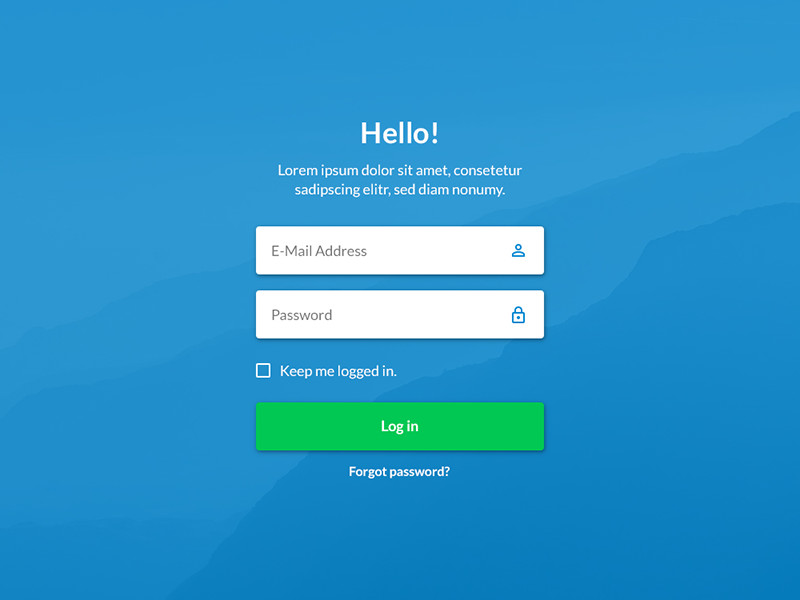 Hello!
Lorem ipsum dolor sit amet, consetetur
sadipscing elitr, sed diam nonumy.
E-Mail Address
Password
Keep me logged in.
Log in
Forgot password?